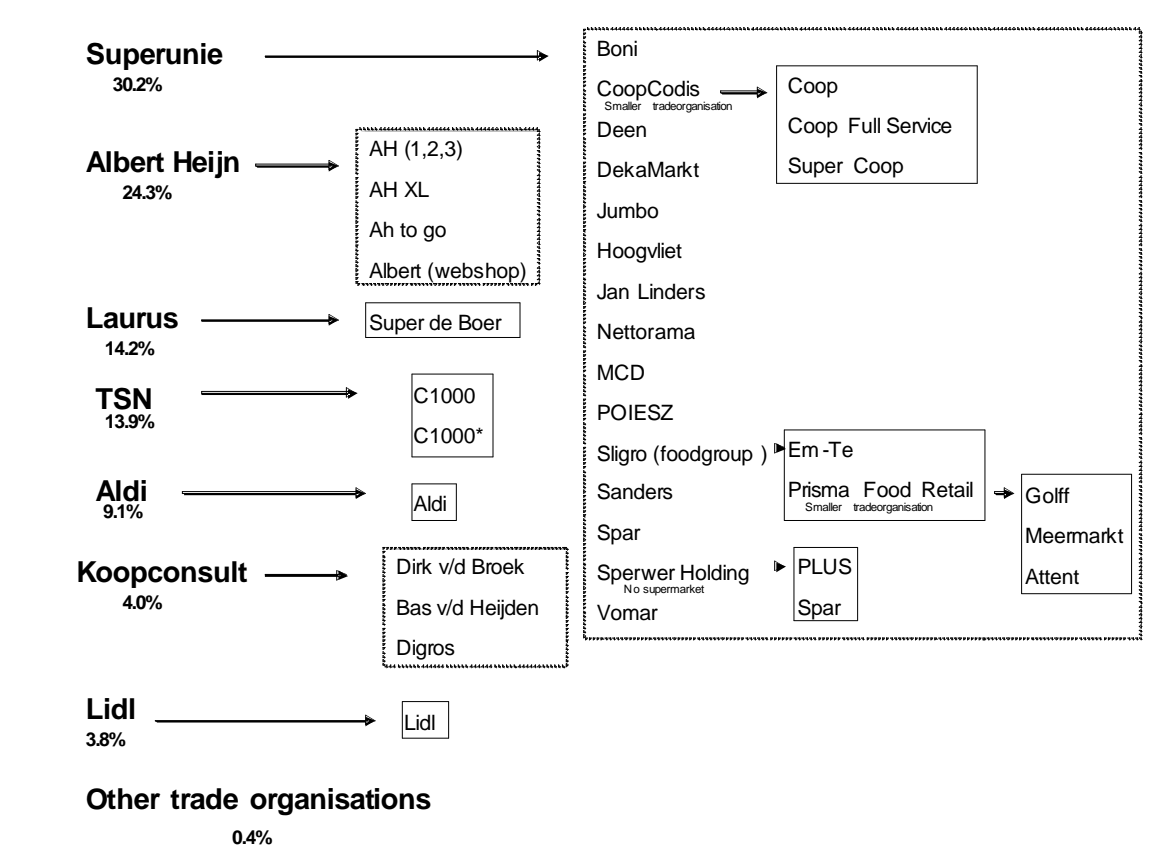 Superunie
30.2%
Albert Heijn
24.3%
AH (1,2,3)
AH XL
Ah to go
Albert (webshop)
Laurus
14.2%
Super de Boer
TSN
13.9%
C1000
C1000*
Aldi
9.1%
Aldi
Koopconsult
4.0%
Dirk v/d Broek
Bas v/d Heijden
Digros
Lidl
3.8%
Lidl
Other trade organisations
0.4%
Boni
CoopCodis
Smaller tradeorganisation
Coop
Coop Full Service
Super Coop
Deen
DekaMarkt
Jumbo
Hoogvliet
Jan Linders
Nettorama
MCD
POIESZ
Sligro (foodgroup )
Em -Te
Prisma Food Retail
Smaller tradeorganisation
Golff
Meermarkt
Attent
Sanders
Spar
Sperwer Holding
No supermarket
PLUS
Spar
Vomar